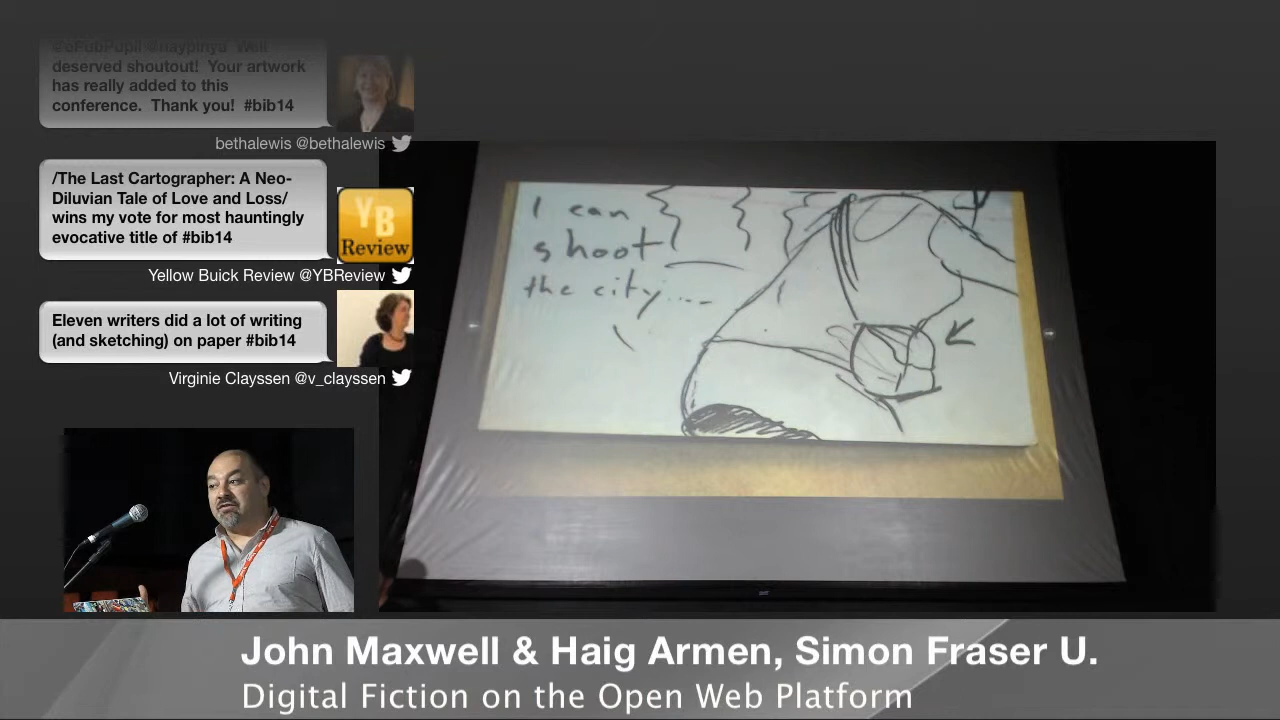 deserved shoutout! Your artwork
has really added to this
conference. Thank you! #bib14
bethalewis @bethalewis
/The Last Cartographer: A Neo-
Diluvian Tale of Love and Loss/
wins my vote for most hauntingly
evocative title of #bib14
YB
Review
Yellow Buick Review @YBReview
Eleven writers did a lot of writing
(and sketching) on paper #bib14
Virginie Clayssen @v_clayssen
I can
shoot
the city....
John Maxwell & Haig Armen, Simon Fraser U.
Digital Fiction on the Open Web Platform